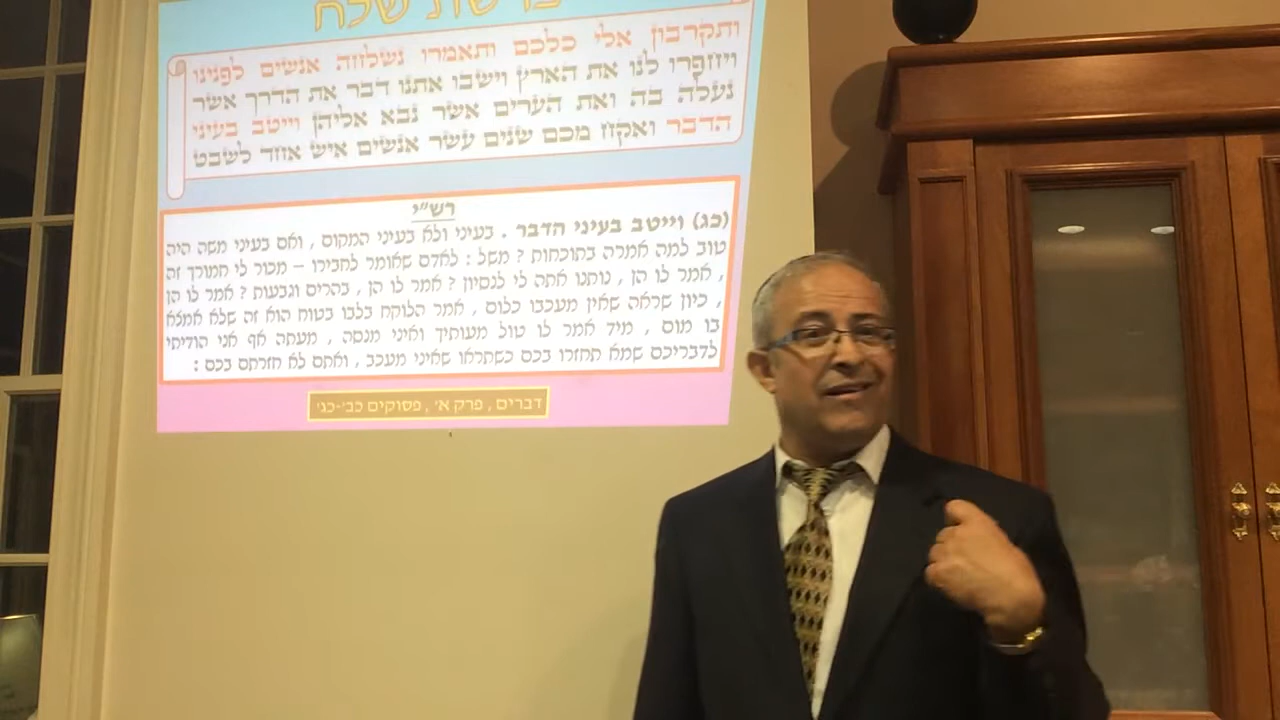 פרשת שלח
ותקרבון אלי כלכם ותאמרו נשלחה אנשים לפנינו
ויחפרו לנו את הארץ וישבו אתנו דבר את הדרך אשר
נעלה בה ואת הערים אשר נבא אליהן וייטב בעיני
הדבר ואקח מכם שנים עשר אנשים איש אחד לשבט
רש״י
(כג) וייטב בעיני הדבר . בעיני ולא בעיני המקום , ואם בעיני משה היה
טוב למה אמרה בתוכחות ? משל : לאדם שאומר לחבירו – מכור לי חמורך זה
, אמר לו הן , נותנו אתה לי לנסיון ? אמר לו הן , בהרים וגבעות ? אמר לו הן
, כיון שראה שאין מעכבו כלום , אמר הלוקח בלבו בטוח הוא זה שלא אמצא
בו מום , מיד אמר לו טול מעותיך ואיני מנסה , מעתה אף אני הודיתי
לדבריכם שמא תחזרו בכם כשתראו שאיני מעכב , ואתם לא חזרתם בכם :
דברים , פרק א׳ , פסוקים כב׳-כג׳